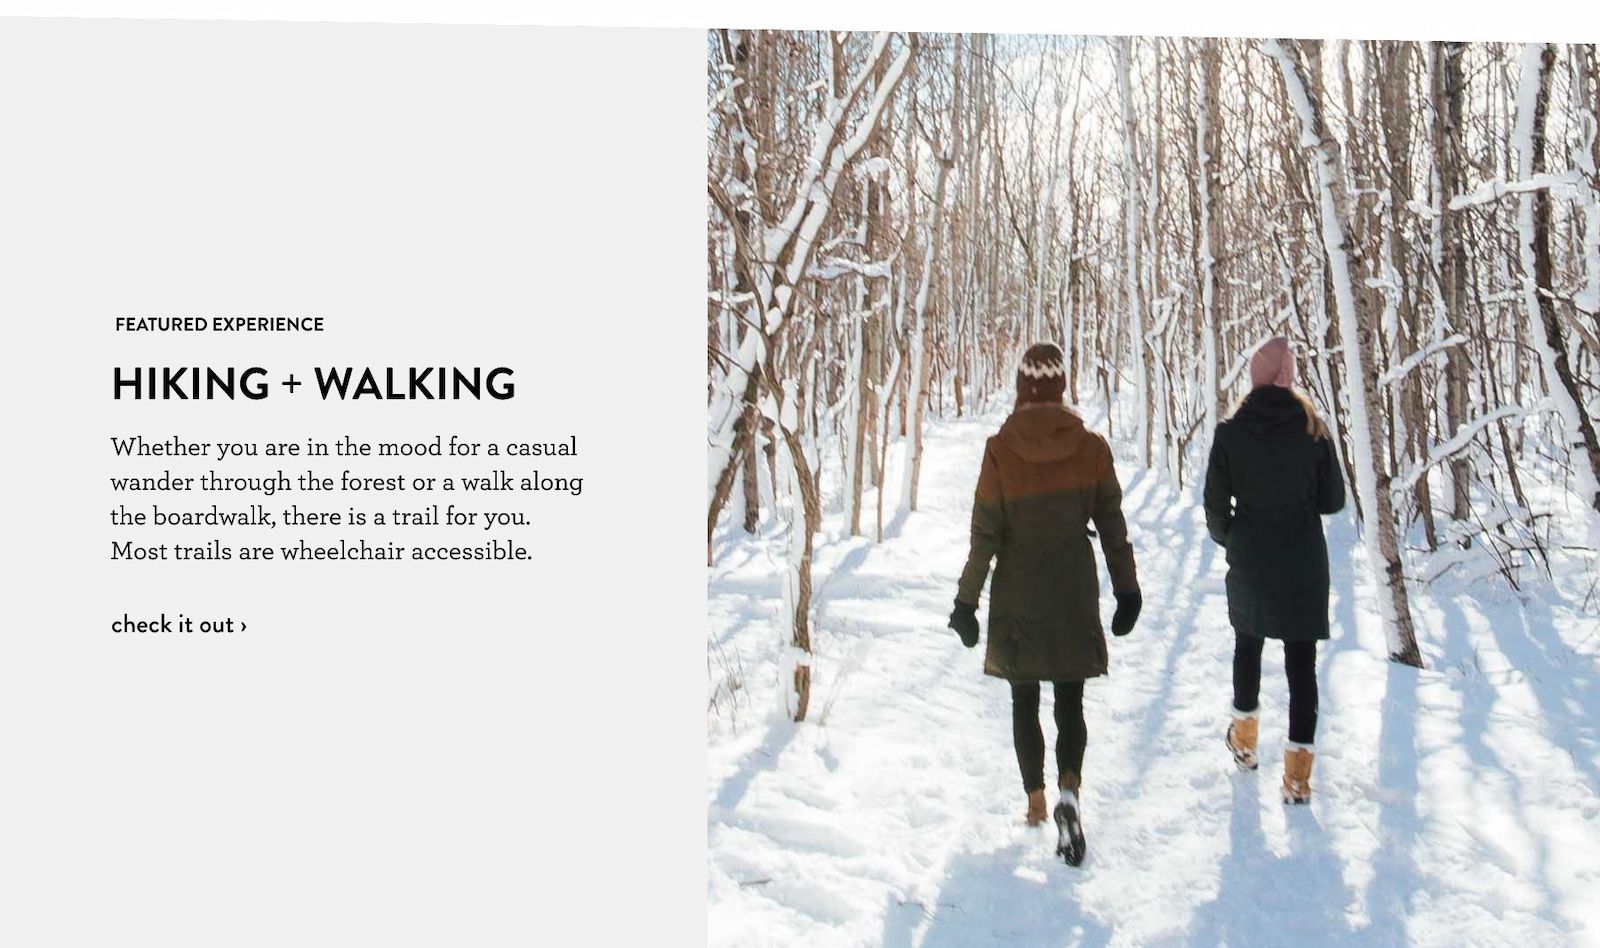 FEATURED EXPERIENCE
HIKING + WALKING
Whether you are in the mood for a casual
wander through the forest or a walk along
the boardwalk, there is a trail for you.
Most trails are wheelchair accessible.
check it out ›